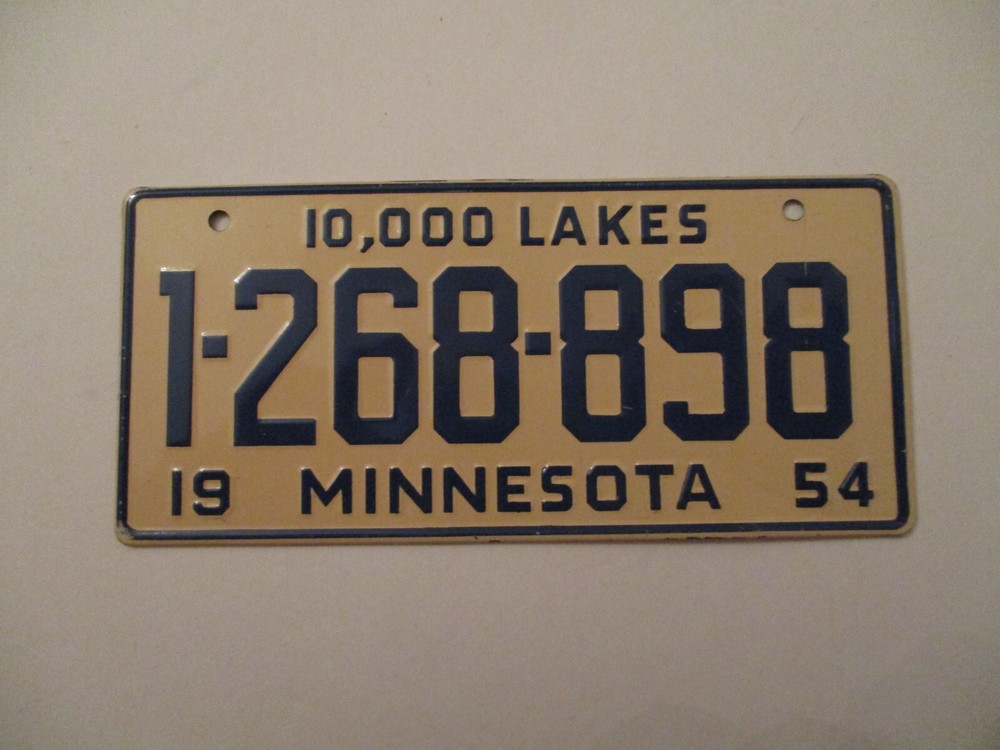 10,000 LAKES
1-268-898
19 MINNESOTA 54